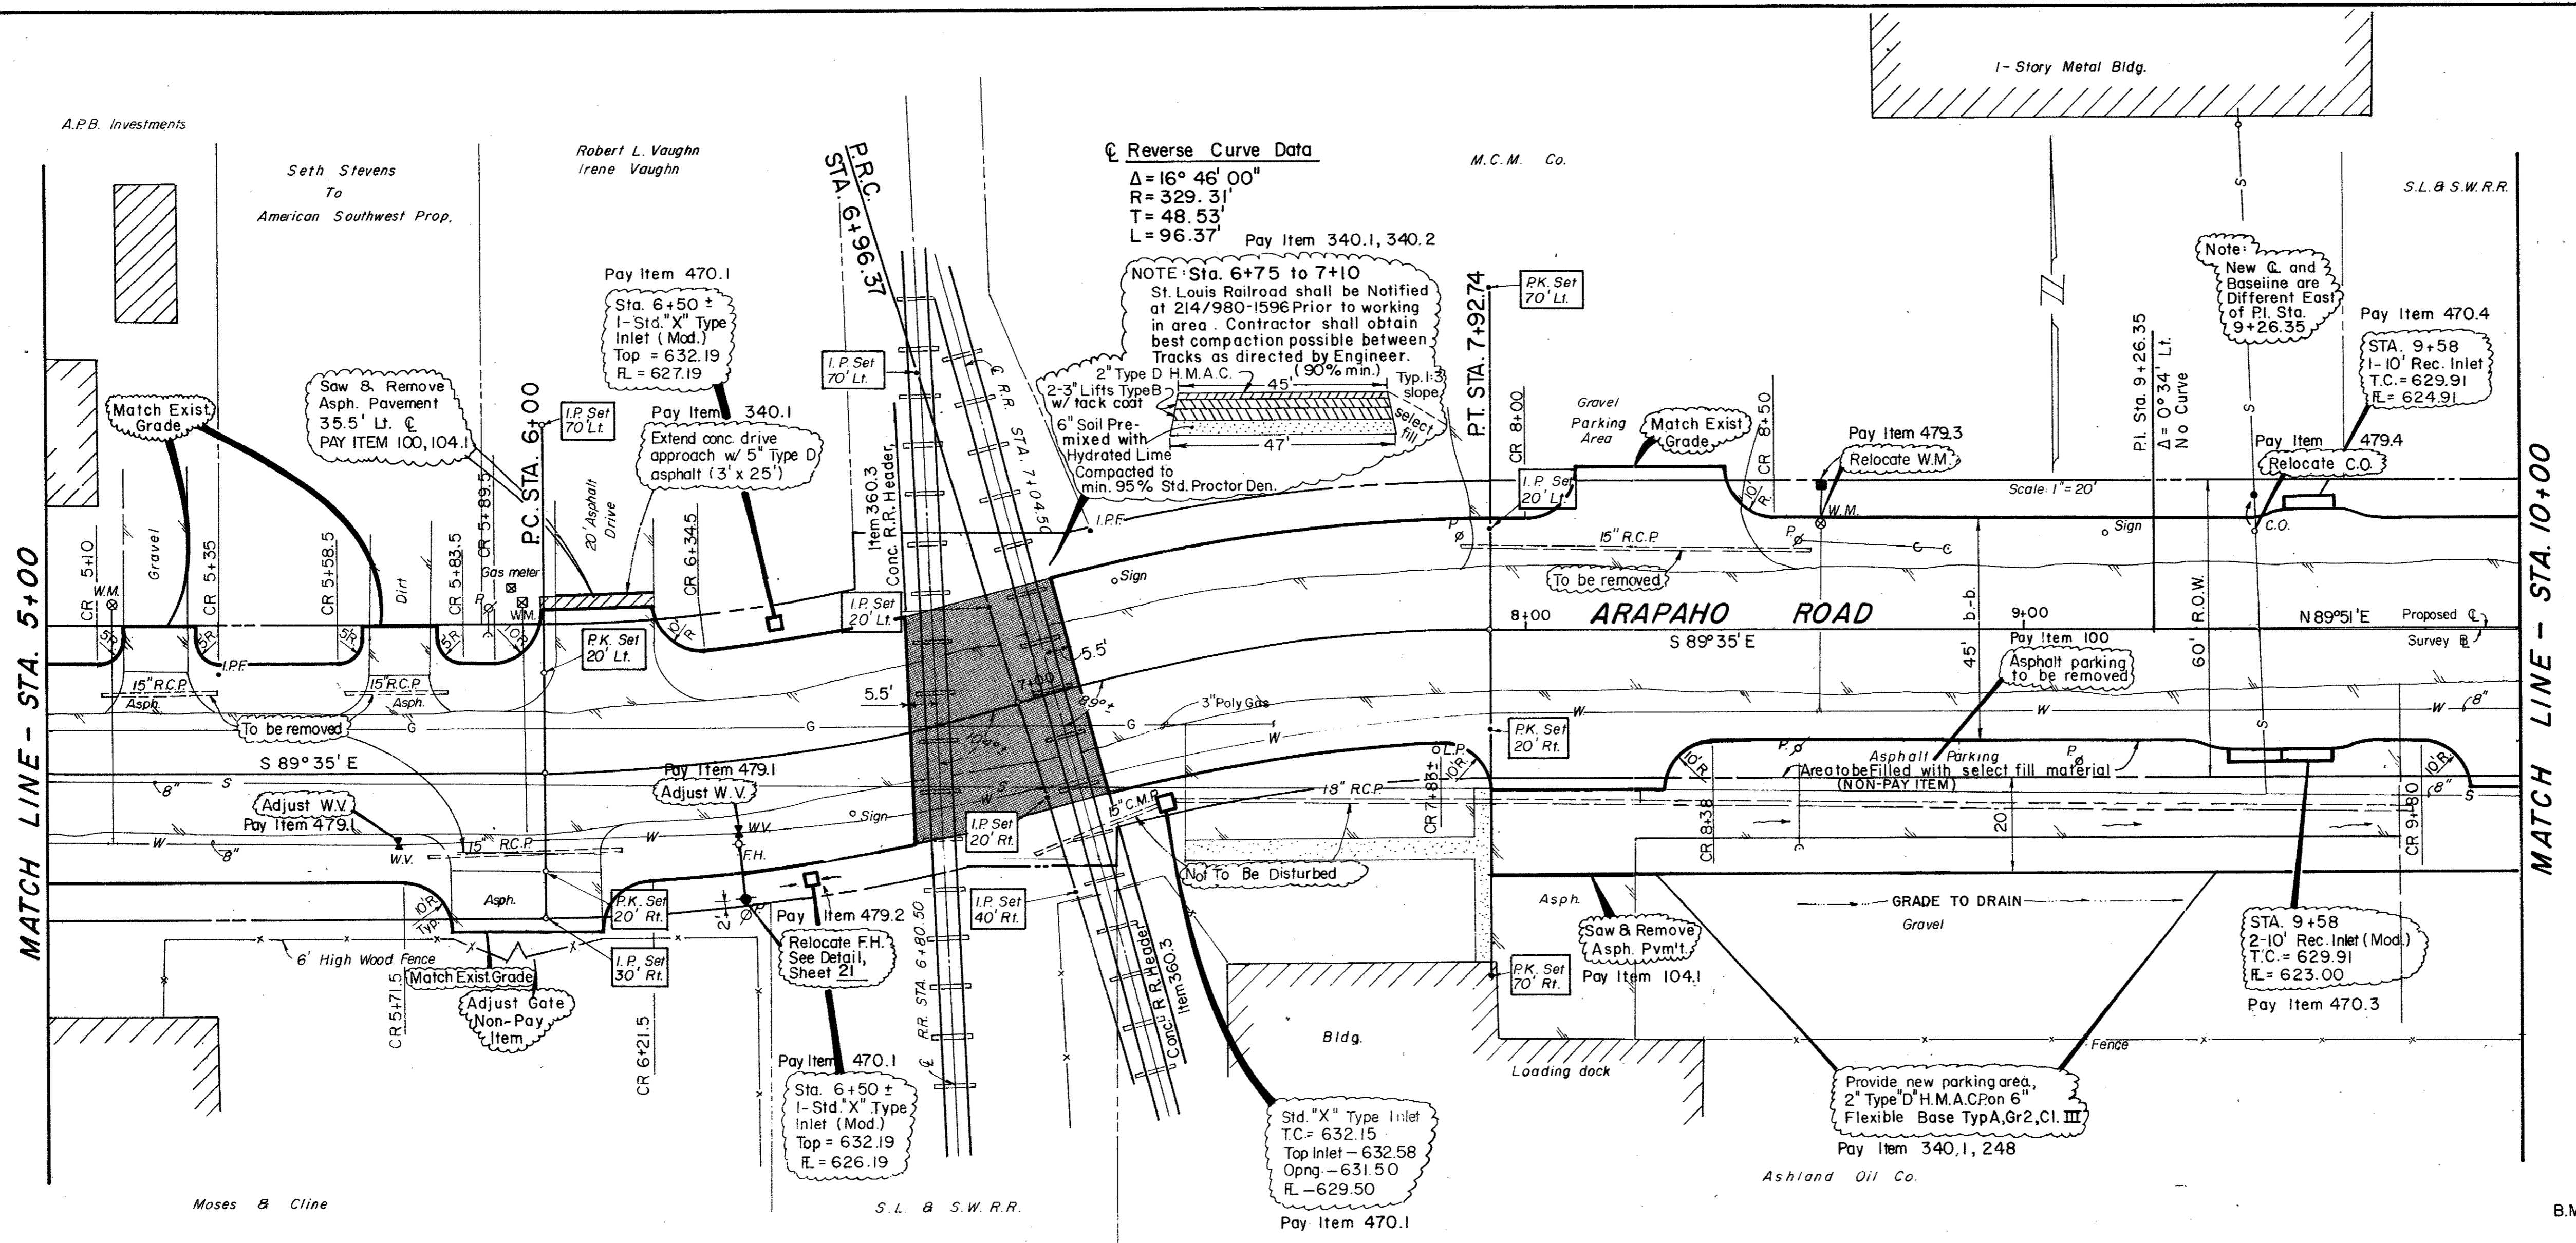 1-Story Metal Bldg.
A.P.B. Investments
Seth Stevens
To
American Southwest Prop.
Robert L. Vaughn
Irene Vaughn
P.R.C.
STA. 6+96.37
℄ Reverse Curve Data
Δ=16° 46' 00"
R=329.31'
T=48.53'
L=96.37'
M.C.M. Co.
S.L. & S.W.R.R.
Pay Item 340.1, 340.2
NOTE: Sta. 6+75 to 7+10
St. Louis Railroad shall be Notified
at 214/980-1596 Prior to working
in area. Contractor shall obtain
best compaction possible between
Tracks as directed by Engineer.
(90% min.)
2" Type D H.M.A.C.
2-3" Lifts Type B
w/ tack coat
45'
Typ. 1:3
slope
select
fill
6" Soil Pre-
mixed with
Hydrated Lime
Compacted to
min. 95% Std. Proctor Den.
47'
Pay Item 470.1
Sta. 6+50 ±
1-Std. "X" Type
Inlet (Mod.)
Top = 632.19
FL = 627.19
Pay Item 340.1
Extend conc. drive
approach w/ 5" Type D
asphalt (3' x 25')
Saw & Remove
Asph. Pavement
35.5' Lt. ℄
PAY ITEM 100, 104.1
Match Exist.
Grade
P.C. STA. 6+00
I.P. Set
70' Lt.
I.P. Set
70' Lt.
P.K. Set
70' Lt.
P.T. STA. 7+92.74
℄ R.R. STA. 7+04.50
Item 360.3
Conc. R.R. Header
CR 8+00
Gravel
Parking
Area
Match Exist
Grade
CR 8+50
10' R.
Pay Item 479.3
Relocate W.M.
W.M.
Scale: 1" = 20'
P.I. Sta. 9+26.35
Δ = 0°34' Lt.
No Curve
Note:
New ℄ and
Baseline are
Different East
of P.I. Sta.
9+26.35
Pay Item 470.4
STA. 9+58
1-10' Rec. Inlet
T.C. = 629.91
FL = 624.91
Pay Item 479.4
Relocate C.O.
C.O.
MATCH LINE - STA. 5+00
MATCH LINE - STA. 10+00
CR 5+10
Gravel
CR 5+35
CR 5+58.5
Dirt
CR 5+83.5
CR 5+89.5
Gas meter
W.M.
W.M.
P.
20' Asphalt
Drive
CR 6+34.5
5'R
5'R
5'R
5'R
10'R
10'R
I.P.F.
I.P.F.
I.P. Set
20' Lt.
I.P. Set
20' Lt.
P.K. Set
20' Lt.
P.
15" R.C.P.
To be removed
P.
Sign
Sign
15" R.C.P.
Asph.
15" R.C.P.
Asph.
To be removed
G
G
G
5.5'
5.5'
7+00
89°±
104°±
3" Poly Gas
8+00
ARAPAHO ROAD
9+00
S 89°35' E
N 89°51' E
Proposed ℄
Survey ℄
45' b.-b.
60' R.O.W.
Pay Item 100
Asphalt parking
to be removed
P.K. Set
20' Rt.
W
W
W
W
8"
S 89°35' E
S
8"
Adjust W.V.
Pay Item 479.1
W.V.
Pay Item 479.1
Adjust W.V.
W.V.
F.H.
Sign
W
8"
15" R.C.P.
W
S
S
W
I.P. Set
20' Rt.
15" C.M.P.
18" R.C.P.
L.P.
10'R.
CR 7+83±
10'R.
CR 8+38
P.
P.
Asphalt Parking
Area to be Filled with select fill material
(NON-PAY ITEM)
20'
10'R.
8"
S
CR 9+80
Not To Be Disturbed
Asph.
10'R.
Typ.
P.K. Set
20' Rt.
2'
P.
Pay Item 479.2
Relocate F.H.
See Detail,
Sheet 21
I.P. Set
40' Rt.
I.P. Set
30' Rt.
6' High Wood Fence
Match Exist. Grade
Adjust Gate
Non-Pay
Item
CR 5+71.5
CR 6+21.5
℄ RR. STA. 6+80.50
Conc. R R. Header
Item 360.3
Asph.
Saw & Remove
Asph. Pvm't.
Pay Item 104.1
P.K. Set
70' Rt.
GRADE TO DRAIN
Gravel
STA. 9+58
2-10' Rec. Inlet (Mod.)
T.C. = 629.91
FL = 623.00
Pay Item 470.3
Bldg.
Loading dock
Fence
Pay Item 470.1
Sta. 6+50 ±
1-Std. "X" Type
Inlet (Mod.)
Top = 632.19
FL = 626.19
Std. "X" Type Inlet
T.C. = 632.15
Top Inlet - 632.58
Opng. - 631.50
FL - 629.50
Pay Item 470.1
Provide new parking area,
2" Type "D" H.M.A.C.P. on 6"
Flexible Base Typ A, Gr 2, Cl. III
Pay Item 340.1, 248
Ashland Oil Co.
Moses & Cline
S.L. & S.W.R.R.
B.M